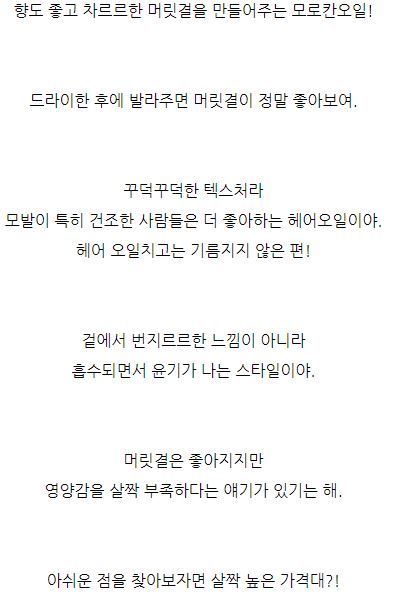 향도 좋고 차르르한 머릿결을 만들어주는 모로칸오일!
드라이한 후에 발라주면 머릿결이 정말 좋아보여.
꾸덕꾸덕한 텍스처라
모발이 특히 건조한 사람들은 더 좋아하는 헤어오일이야.
헤어 오일치고는 기름지지 않은 편!
겉에서 번지르르한 느낌이 아니라
흡수되면서 윤기가 나는 스타일이야.
머릿결은 좋아지지만
영양감을 살짝 부족하다는 얘기가 있기는 해.
아쉬운 점을 찾아보자면 살짝 높은 가격대?!